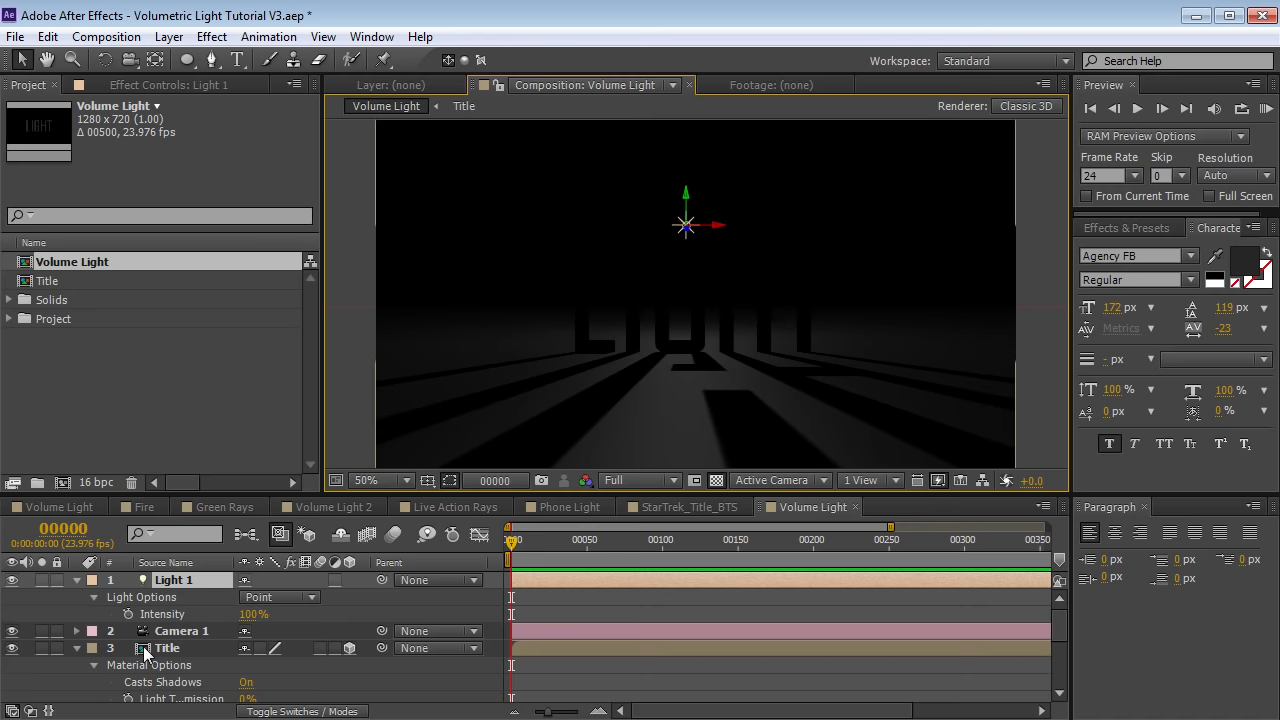 Adobe After Effects - Volumetric Light Tutorial V3.aep *
File Edit Composition Layer Effect Animation View Window Help
Workspace: Standard Search Help
Project Effect Controls: Light 1
Layer: (none) Composition: Volume Light Footage: (none)
Preview
Volume Light
1280 x 720 (1.00)
Δ 00500, 23.976 fps
LIGHT
Volume Light Title
Renderer: Classic 3D
RAM Preview Options
Frame Rate Skip Resolution
24 0 Auto
From Current Time Full Screen
Name
Volume Light
Title
Solids
Project
Effects & Presets Characte
Agency FB
Regular
172 px 119 px
Metrics -23
- px
100 % 100 %
0 px 0 %
T T TT Tt T¹ T₁
LIGHT
16 bpc
50% 00000 Full Active Camera 1 View +0.0
Volume Light Fire Green Rays Volume Light 2 Live Action Rays Phone Light StarTrek_Title_BTS Volume Light
Paragraph
00000
0:00:00:00 (23.976 fps)
00050 00100 00150 00200 00250 00300 00350
# Source Name Parent
1 Light 1 None
Light Options Point
Intensity 100%
2 Camera 1 None
3 Title None
Material Options
Casts Shadows On
Light T...mission 0%
0 px 0 px 0 px
0 px 0 px
Toggle Switches / Modes